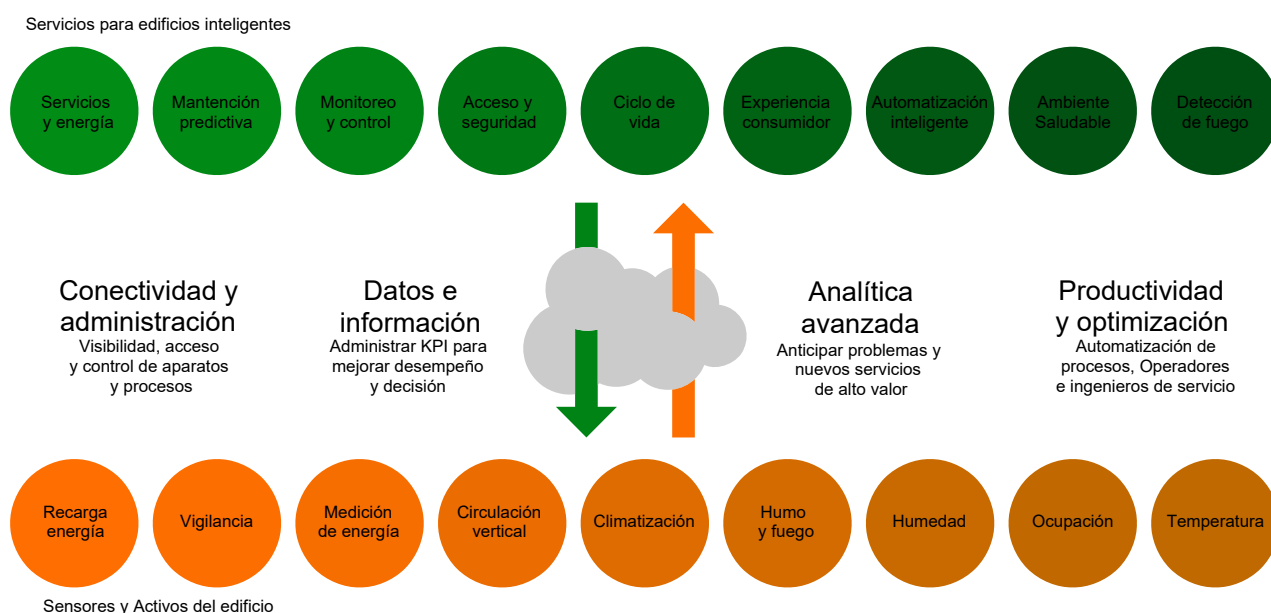 Servicios para edificios inteligentes
Servicios
y energía
Mantención
predictiva
Monitoreo
y control
Acceso y
seguridad
Ciclo de
vida
Experiencia
consumidor
Automatización
inteligente
Ambiente
Saludable
Detección
de fuego
Conectividad y
administración
Visibilidad, acceso
y control de aparatos
y procesos
Datos e
información
Administrar KPI para
mejorar desempeño
y decisión
Analítica
avanzada
Anticipar problemas y
nuevos servicios
de alto valor
Productividad
y optimización
Automatización de
procesos, Operadores
e ingenieros de servicio
Recarga
energía
Vigilancia
Medición
de energía
Circulación
vertical
Climatización
Humo
y fuego
Humedad
Ocupación
Temperatura
Sensores y Activos del edificio